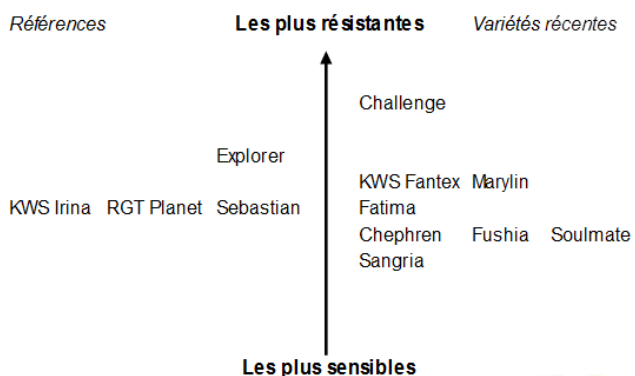 Références Les plus résistantes Variétés récentes
Challenge
Explorer
KWS Fantex Marylin
KWS Irina RGT Planet Sebastian Fatima
Chephren Fushia Soulmate
Sangria
Les plus sensibles